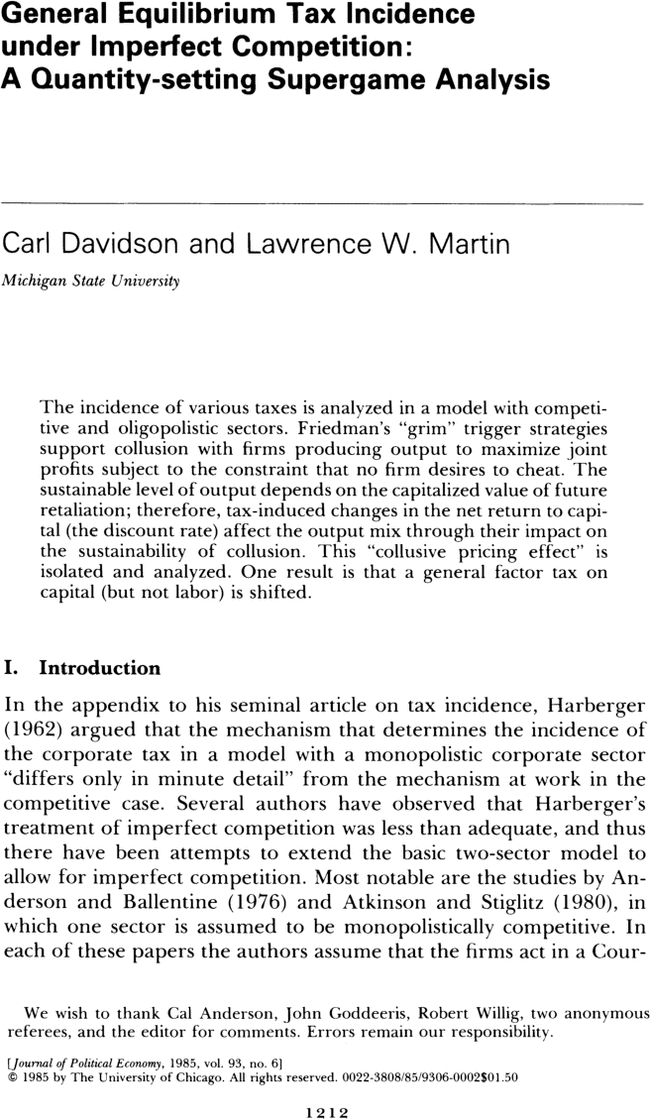 General Equilibrium Tax Incidence
under Imperfect Competition:
A Quantity-setting Supergame Analysis
Carl Davidson and Lawrence W. Martin
Michigan State University
The incidence of various taxes is analyzed in a model with competi-
tive and oligopolistic sectors. Friedman's “grim” trigger strategies
support collusion with firms producing output to maximize joint
profits subject to the constraint that no firm desires to cheat. The
sustainable level of output depends on the capitalized value of future
retaliation; therefore, tax-induced changes in the net return to capi-
tal (the discount rate) affect the output mix through their impact on
the sustainability of collusion. This “collusive pricing effect” is
isolated and analyzed. One result is that a general factor tax on
capital (but not labor) is shifted.
I. Introduction
In the appendix to his seminal article on tax incidence, Harberger
(1962) argued that the mechanism that determines the incidence of
the corporate tax in a model with a monopolistic corporate sector
“differs only in minute detail” from the mechanism at work in the
competitive case. Several authors have observed that Harberger's
treatment of imperfect competition was less than adequate, and thus
there have been attempts to extend the basic two-sector model to
allow for imperfect competition. Most notable are the studies by An-
derson and Ballentine (1976) and Atkinson and Stiglitz (1980), in
which one sector is assumed to be monopolistically competitive. In
each of these papers the authors assume that the firms act in a Cour-
We wish to thank Cal Anderson, John Goddeeris, Robert Willig, two anonymous
referees, and the editor for comments. Errors remain our responsibility.
[Journal of Political Economy, 1985, vol. 93, no. 6]
© 1985 by The University of Chicago. All rights reserved. 0022-3808/85/9306-0002$01.50
1212